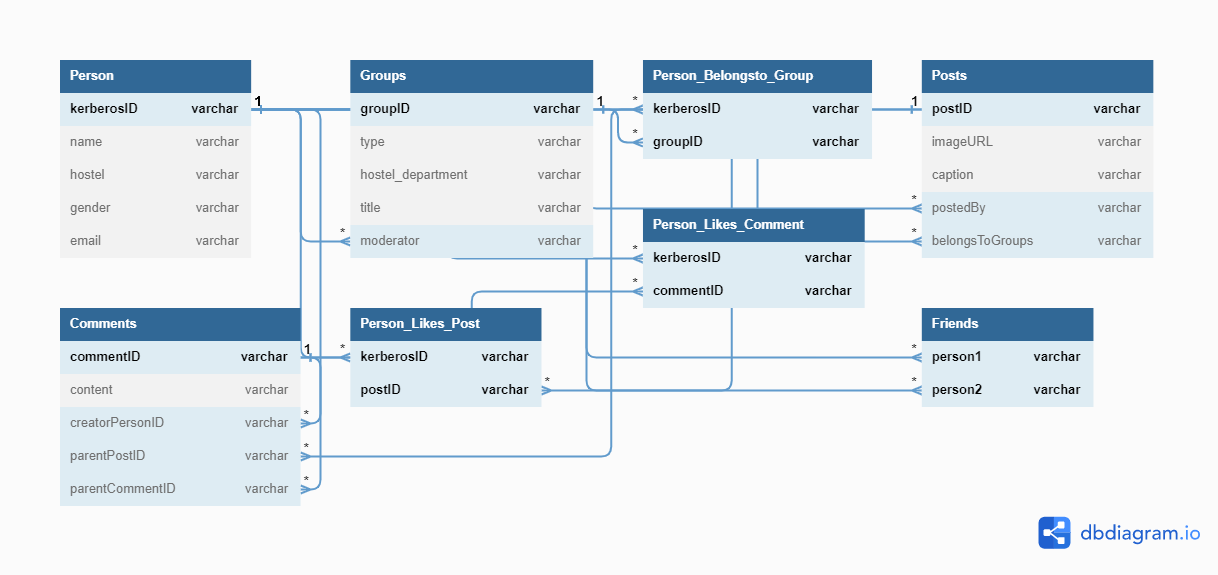 Person
kerberosID varchar 1
name varchar
hostel varchar
gender varchar
email varchar
Groups
groupID varchar 1
type varchar
hostel_department varchar
title varchar
* moderator varchar
Person_Belongsto_Group
* kerberosID varchar
* groupID varchar
Posts
1 postID varchar
imageURL varchar
caption varchar
* postedBy varchar
* belongsToGroups varchar
Person_Likes_Comment
* kerberosID varchar
* commentID varchar
Comments
commentID varchar 1
content varchar
creatorPersonID varchar *
parentPostID varchar *
parentCommentID varchar *
Person_Likes_Post
* kerberosID varchar
postID varchar *
Friends
* person1 varchar
* person2 varchar
dbdiagram.io